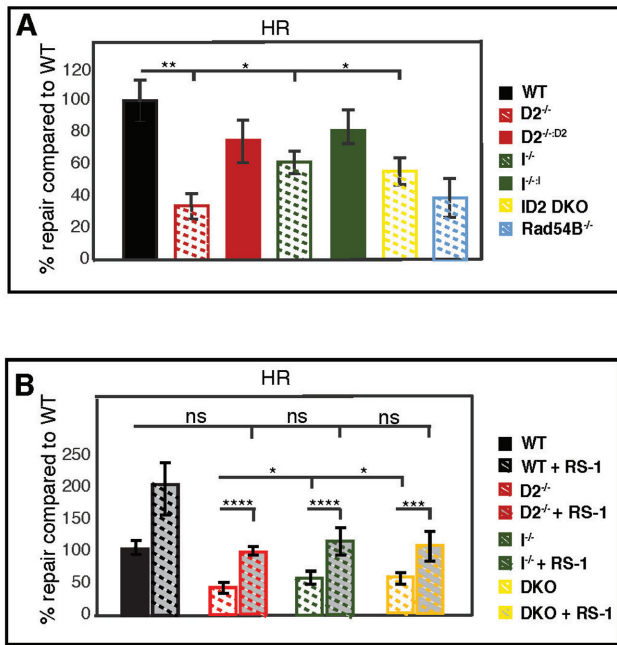 A
HR
% repair compared to WT
120
100
80
60
40
20
0
** * *
WT
D2-/-
D2-/-:D2
I-/-
I-/-:I
ID2 DKO
Rad54B-/-
B
HR
% repair compared to WT
250
200
150
100
50
0
ns ns ns
* *
**** **** ***
WT
WT + RS-1
D2-/-
D2-/- + RS-1
I-/-
I-/- + RS-1
DKO
DKO + RS-1